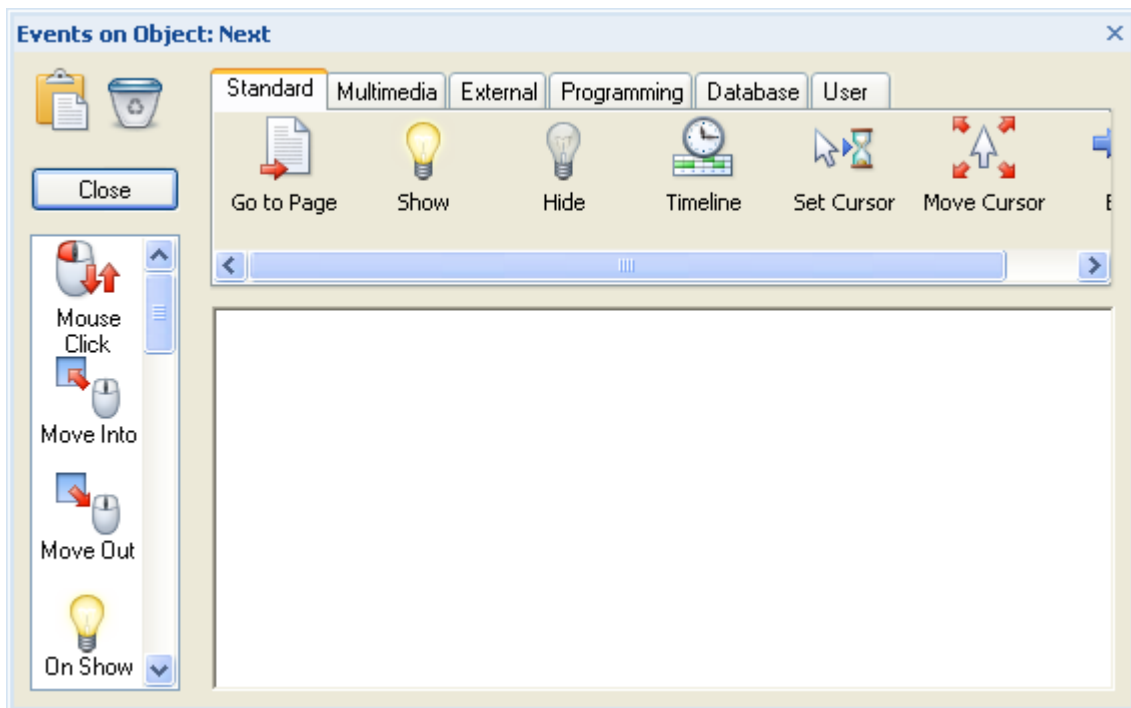 Events on Object: Next
Standard Multimedia External Programming Database User
Close
Go to Page Show Hide Timeline Set Cursor Move Cursor
Mouse
Click
Move Into
Move Out
On Show